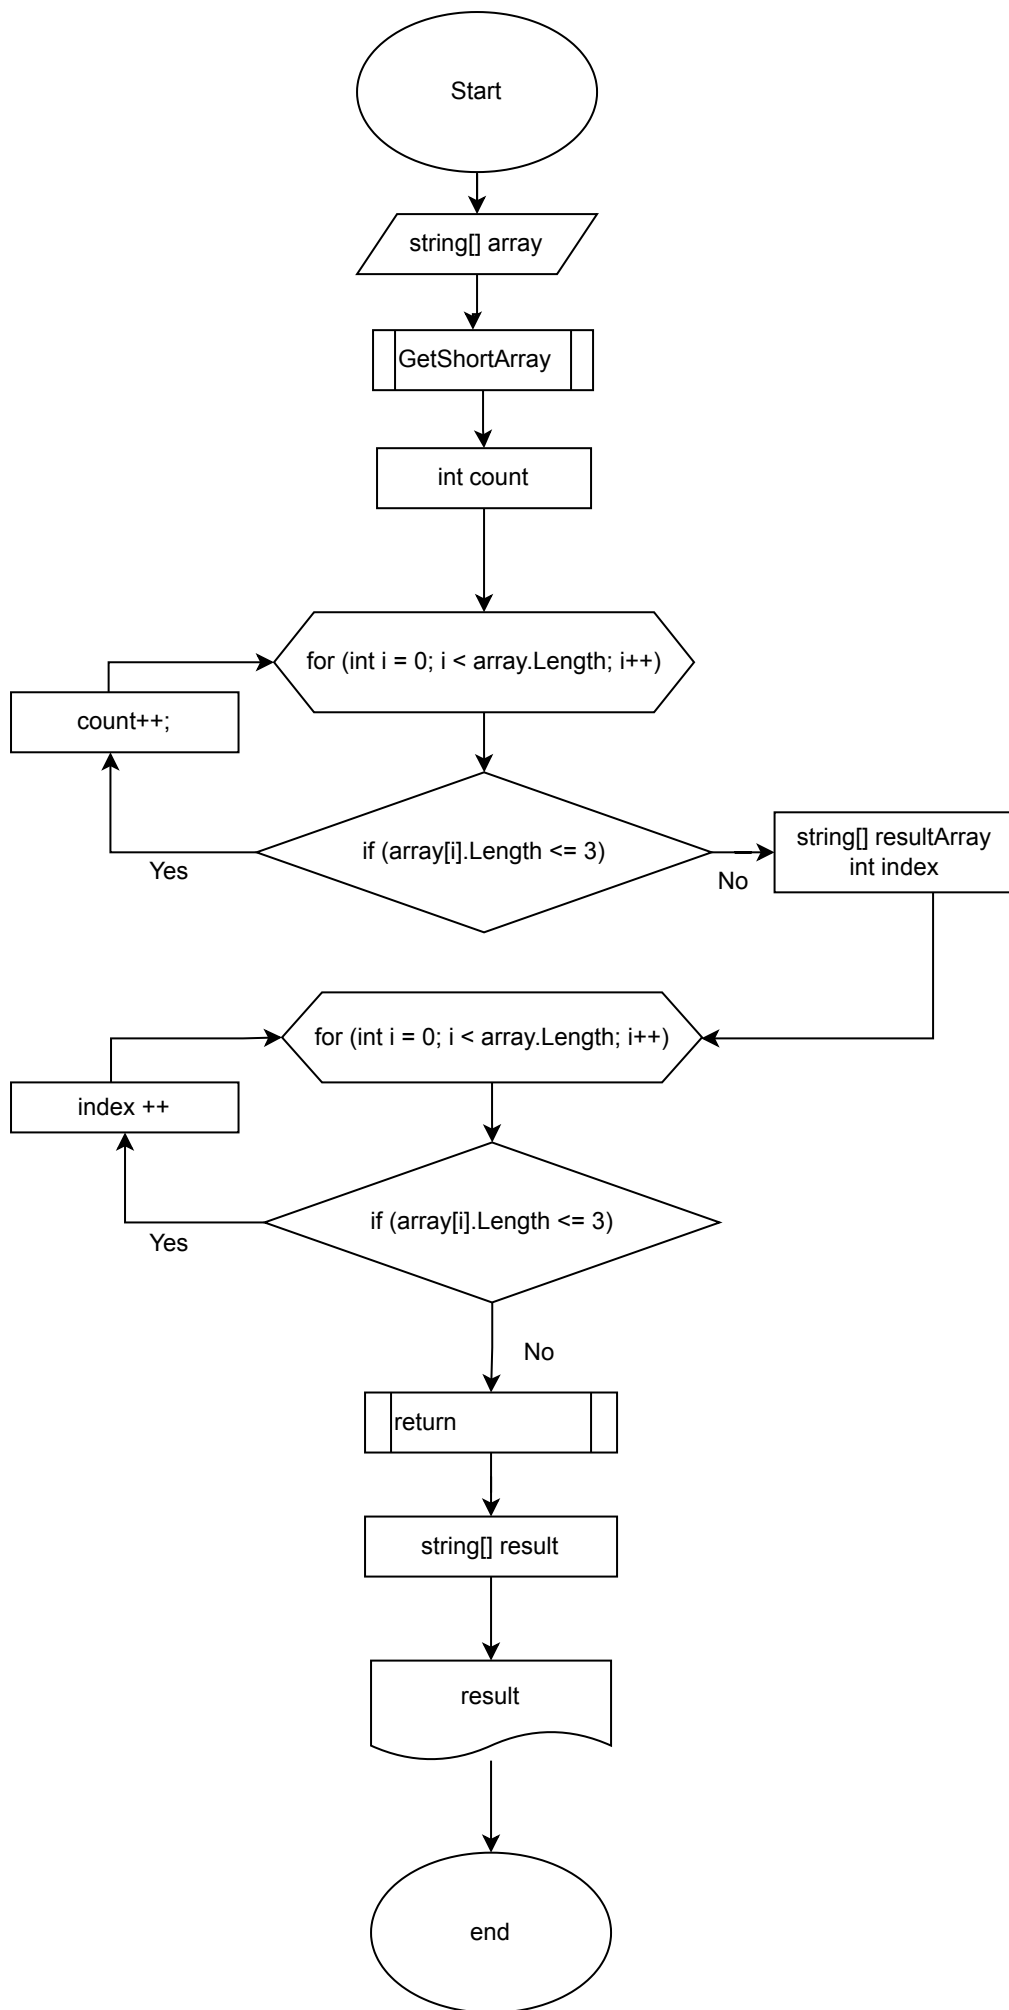 Start
string[] array
GetShortArray
int count
for (int i = 0; i < array.Length; i++)
count++;
if (array[i].Length <= 3)
Yes
No
string[] resultArray
int index
for (int i = 0; i < array.Length; i++)
index ++
if (array[i].Length <= 3)
Yes
No
return
string[] result
result
end